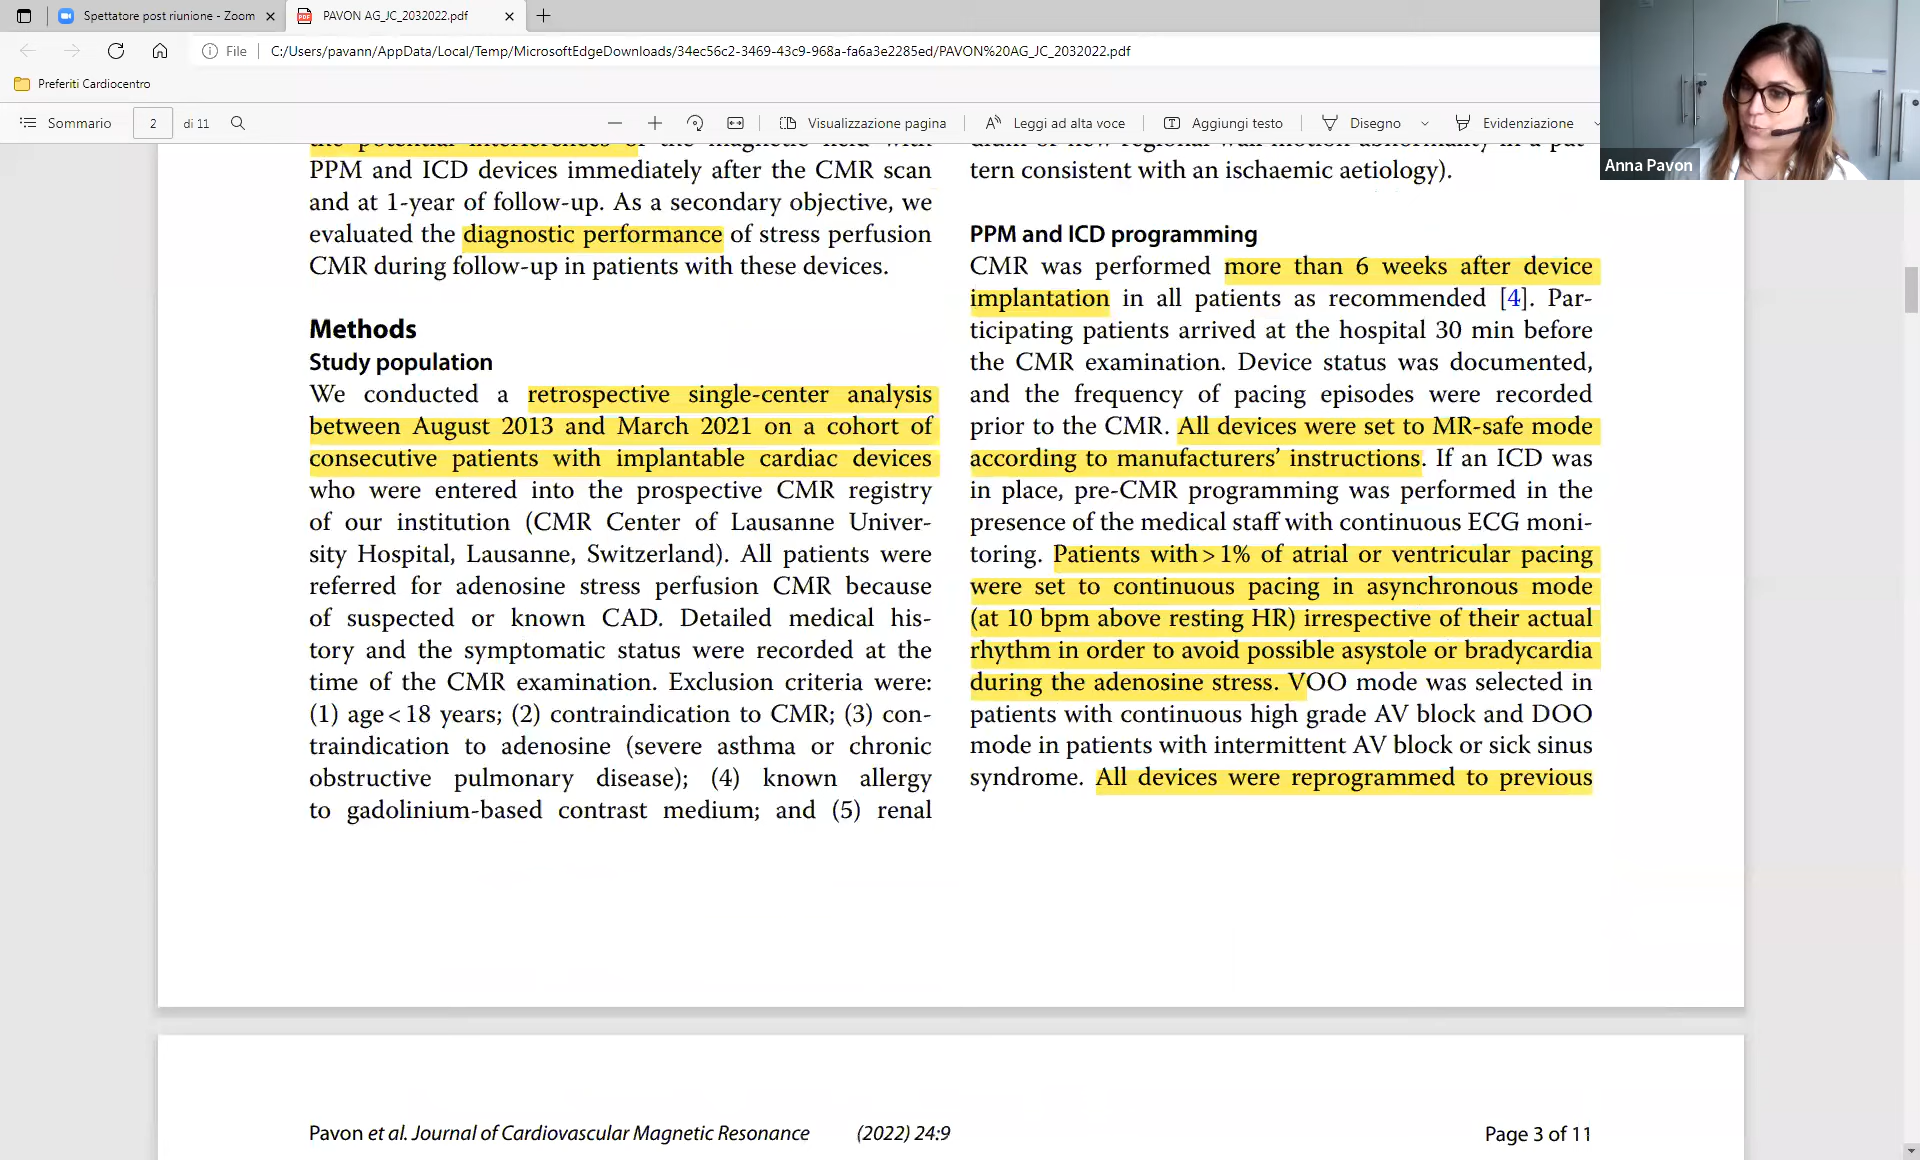 Spettatore post riunione - Zoom
PAVON AG_JC_2032022.pdf
File
C:/Users/pavann/AppData/Local/Temp/MicrosoftEdgeDownloads/34ec56c2-3469-43c9-968a-fa6a3e2285ed/PAVON%20AG_JC_2032022.pdf
Preferiti Cardiocentro
Sommario
2
di 11
Visualizzazione pagina
Leggi ad alta voce
Aggiungi testo
Disegno
Evidenziazione
Anna Pavon
the potential interferences of the magnetic field with
PPM and ICD devices immediately after the CMR scan
and at 1-year of follow-up. As a secondary objective, we
evaluated the diagnostic performance of stress perfusion
CMR during follow-up in patients with these devices.
Methods
Study population
We conducted a retrospective single-center analysis
between August 2013 and March 2021 on a cohort of
consecutive patients with implantable cardiac devices
who were entered into the prospective CMR registry
of our institution (CMR Center of Lausanne Univer-
sity Hospital, Lausanne, Switzerland). All patients were
referred for adenosine stress perfusion CMR because
of suspected or known CAD. Detailed medical his-
tory and the symptomatic status were recorded at the
time of the CMR examination. Exclusion criteria were:
(1) age < 18 years; (2) contraindication to CMR; (3) con-
traindication to adenosine (severe asthma or chronic
obstructive pulmonary disease); (4) known allergy
to gadolinium-based contrast medium; and (5) renal
dium or new regional wall motion abnormality in a pat-
tern consistent with an ischaemic aetiology).
PPM and ICD programming
CMR was performed more than 6 weeks after device
implantation in all patients as recommended [4]. Par-
ticipating patients arrived at the hospital 30 min before
the CMR examination. Device status was documented,
and the frequency of pacing episodes were recorded
prior to the CMR. All devices were set to MR-safe mode
according to manufacturers' instructions. If an ICD was
in place, pre-CMR programming was performed in the
presence of the medical staff with continuous ECG moni-
toring. Patients with > 1% of atrial or ventricular pacing
were set to continuous pacing in asynchronous mode
(at 10 bpm above resting HR) irrespective of their actual
rhythm in order to avoid possible asystole or bradycardia
during the adenosine stress. VOO mode was selected in
patients with continuous high grade AV block and DOO
mode in patients with intermittent AV block or sick sinus
syndrome. All devices were reprogrammed to previous
Pavon et al. Journal of Cardiovascular Magnetic Resonance (2022) 24:9
Page 3 of 11